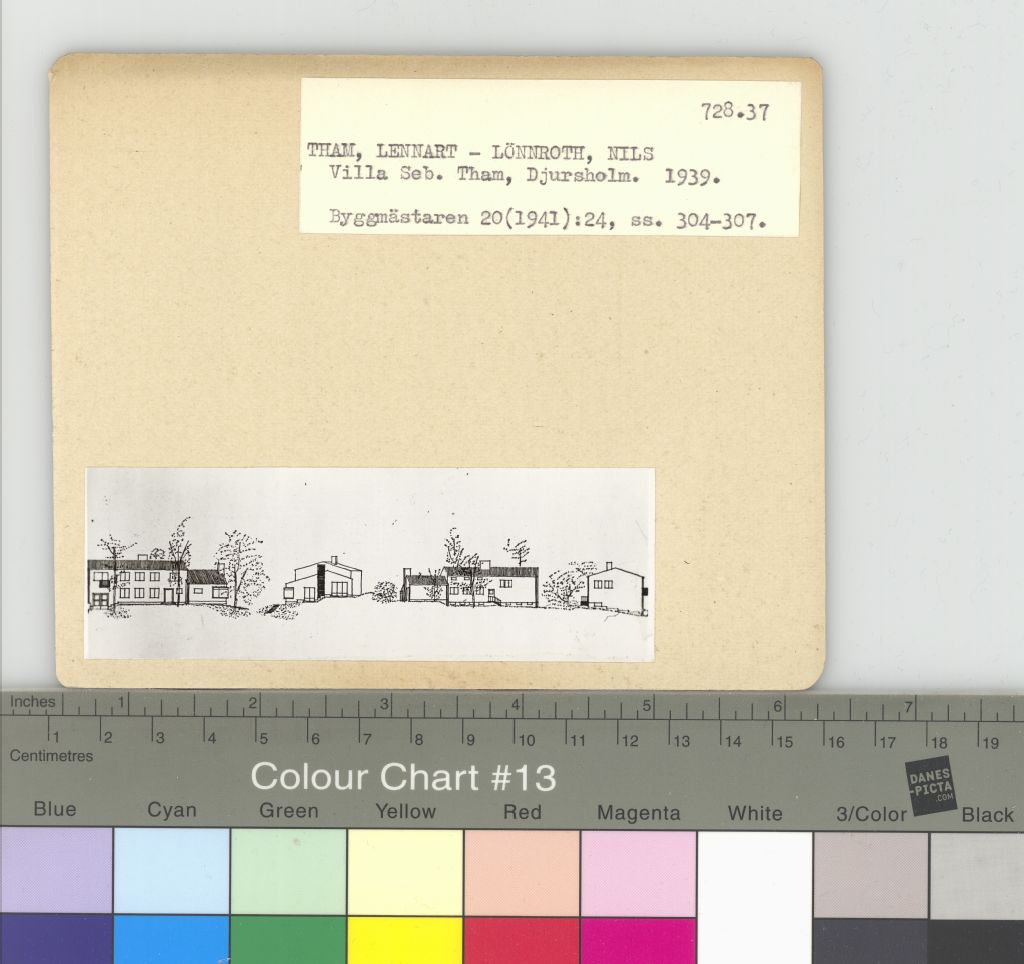 728.37
THAM, LENNART - LÖNNROTH, NILS
Villa Seb. Tham, Djursholm. 1939.
Byggmästaren 20(1941):24, ss. 304-307.
Inches 1 2 3 4 5 6 7
1 2 3 4 5 6 7 8 9 10 11 12 13 14 15 16 17 18 19
Centimetres
Colour Chart #13
DANES
-PICTA
.COM
Blue Cyan Green Yellow Red Magenta White 3/Color Black